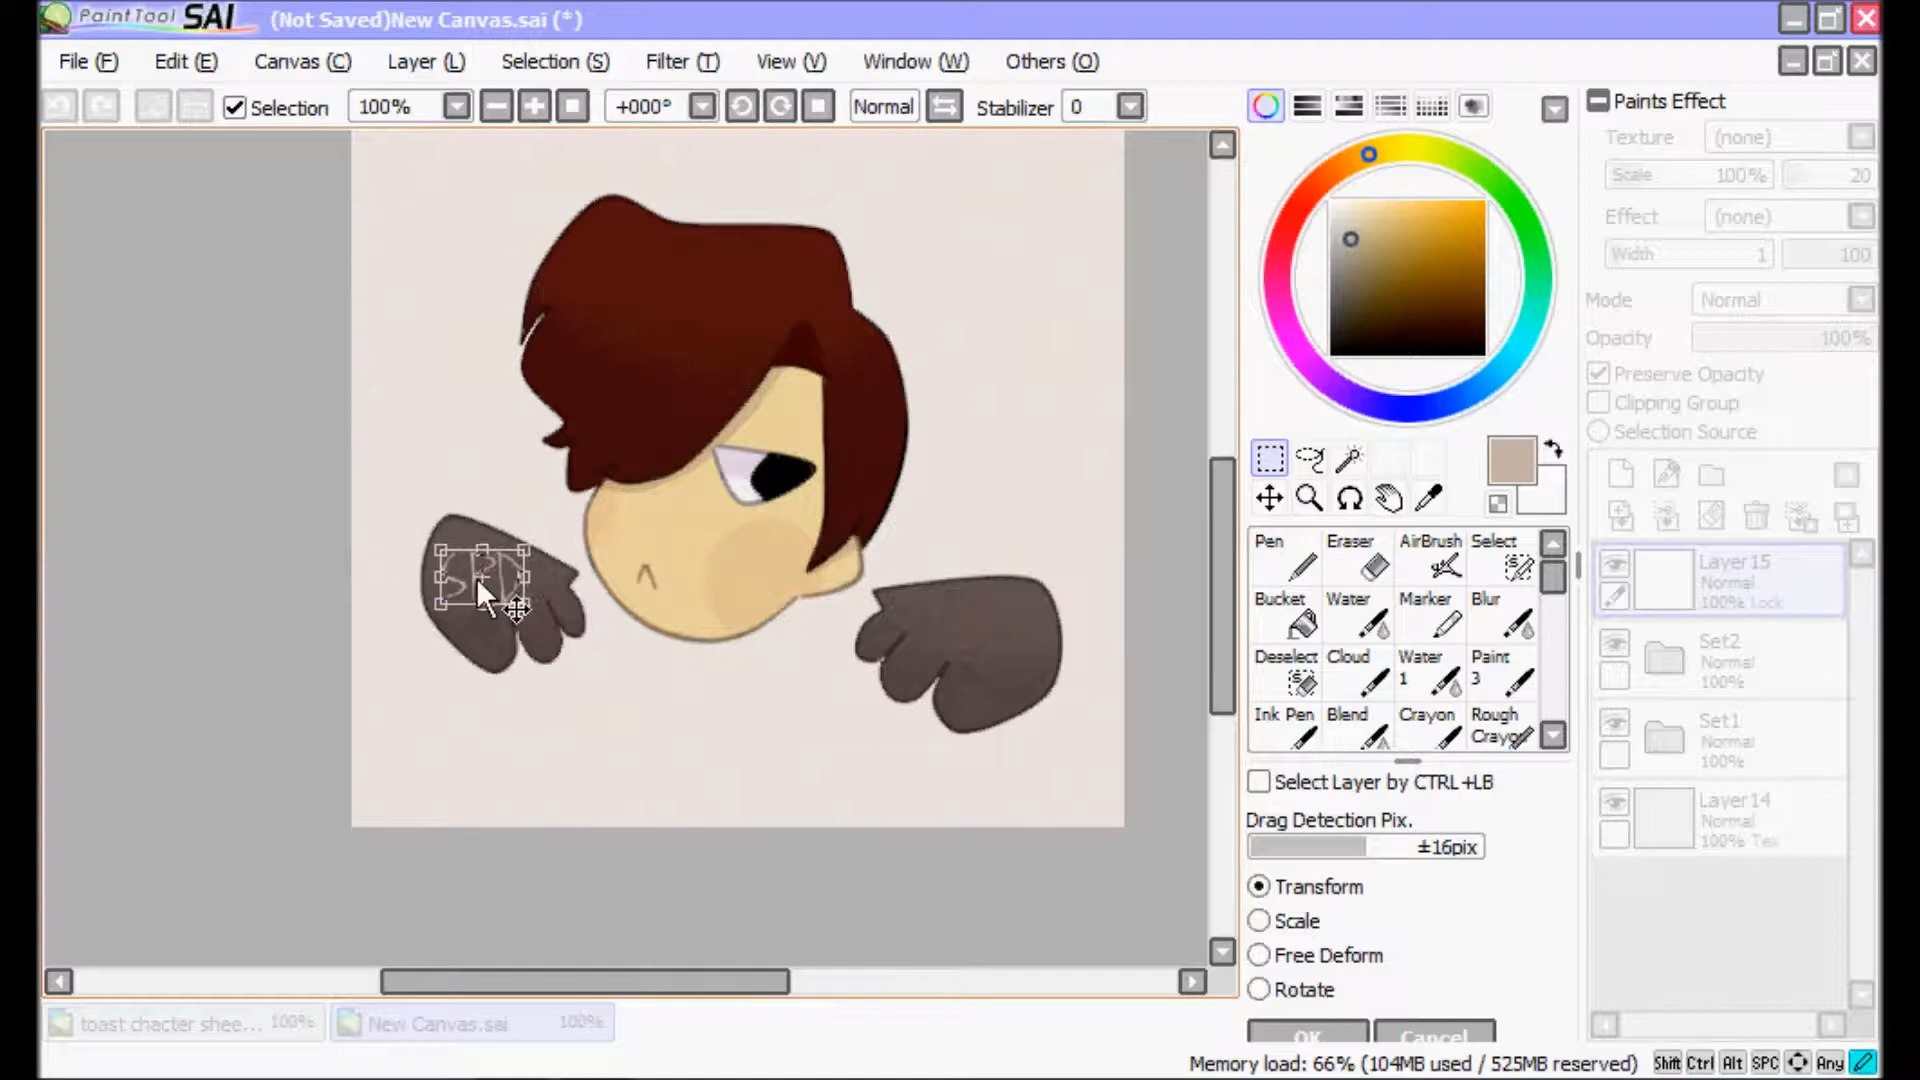 PaintTool SAI (Not Saved)New Canvas.sai (*)
File (F) Edit (E) Canvas (C) Layer (L) Selection (S) Filter (T) View (V) Window (W) Others (O)
Selection 100% +000° Normal Stabilizer 0
Paints Effect
Texture (none)
Scale 100% 20
Effect (none)
Width 1 100
Mode Normal
Opacity 100%
Preserve Opacity
Clipping Group
Selection Source
Pen Eraser AirBrush Select
Bucket Water Marker Blur
Deselect Cloud Water 1 Paint 3
Ink Pen Blend Crayon Rough Crayon
Select Layer by CTRL+LB
Drag Detection Pix.
±16pix
Transform
Scale
Free Deform
Rotate
OK Cancel
Layer15
Normal
100% Lock
Set2
Normal
100%
Set1
Normal
100%
Layer14
Normal
100% Tex
toast chacter shee... 100% New Canvas.sai 100%
Memory load: 66% (104MB used / 525MB reserved) Shift Ctrl Alt SPC Any